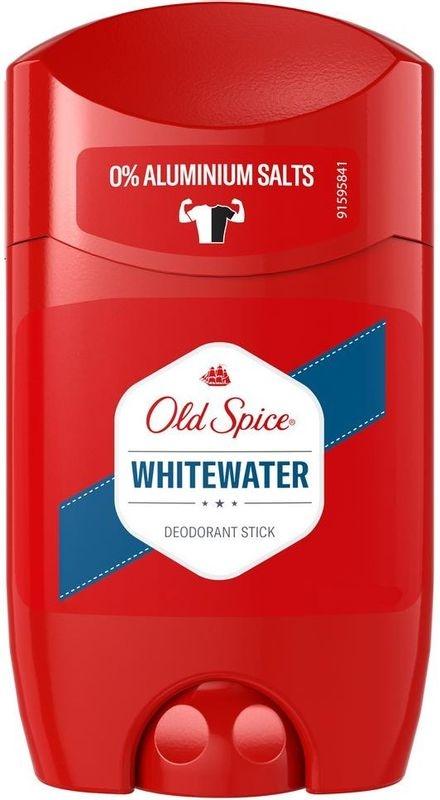 0% ALUMINIUM SALTS
91595841
Old Spice®
WHITEWATER
DEODORANT STICK